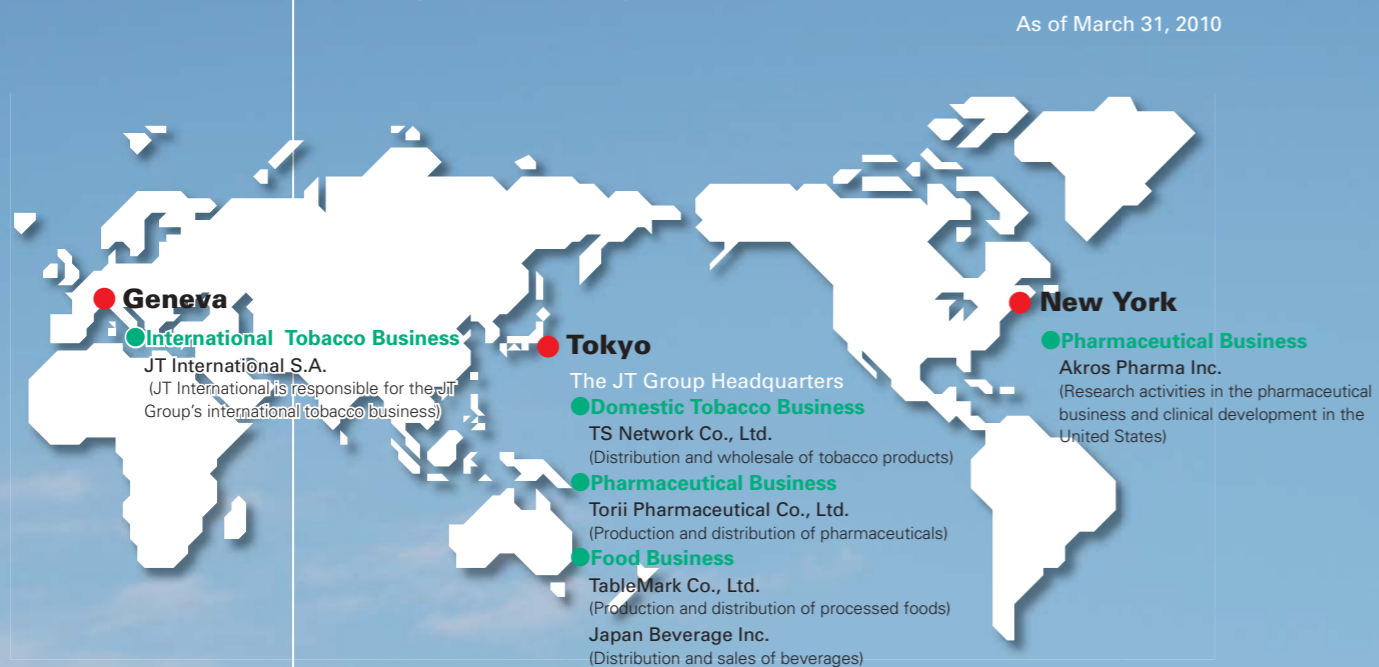 As of March 31, 2010
Geneva
International Tobacco Business
JT International S.A.
(JT International is responsible for the JT
Group's international tobacco business)
Tokyo
The JT Group Headquarters
Domestic Tobacco Business
TS Network Co., Ltd.
(Distribution and wholesale of tobacco products)
Pharmaceutical Business
Torii Pharmaceutical Co., Ltd.
(Production and distribution of pharmaceuticals)
Food Business
TableMark Co., Ltd.
(Production and distribution of processed foods)
Japan Beverage Inc.
(Distribution and sales of beverages)
New York
Pharmaceutical Business
Akros Pharma Inc.
(Research activities in the pharmaceutical
business and clinical development in the
United States)